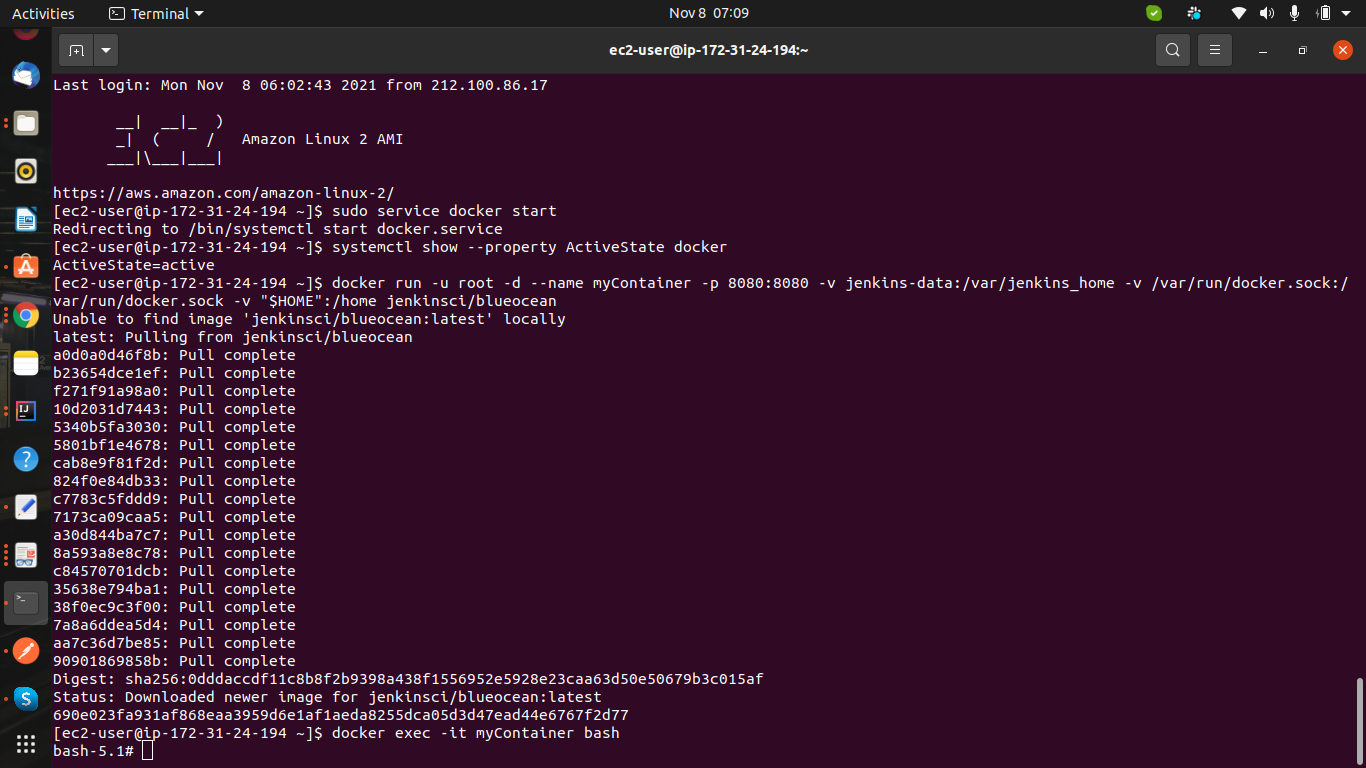 Activities
Terminal
Nov 8 07:09
ec2-user@ip-172-31-24-194:~
Last login: Mon Nov  8 06:02:43 2021 from 212.100.86.17
       __|  __|_  )
       _|  (     /   Amazon Linux 2 AMI
      ___|\___|___|
https://aws.amazon.com/amazon-linux-2/
[ec2-user@ip-172-31-24-194 ~]$ sudo service docker start
Redirecting to /bin/systemctl start docker.service
[ec2-user@ip-172-31-24-194 ~]$ systemctl show --property ActiveState docker
ActiveState=active
[ec2-user@ip-172-31-24-194 ~]$ docker run -u root -d --name myContainer -p 8080:8080 -v jenkins-data:/var/jenkins_home -v /var/run/docker.sock:/
var/run/docker.sock -v "$HOME":/home jenkinsci/blueocean
Unable to find image 'jenkinsci/blueocean:latest' locally
latest: Pulling from jenkinsci/blueocean
a0d0a0d46f8b: Pull complete
b23654dce1ef: Pull complete
f271f91a98a0: Pull complete
10d2031d7443: Pull complete
5340b5fa3030: Pull complete
5801bf1e4678: Pull complete
cab8e9f81f2d: Pull complete
824f0e84db33: Pull complete
c7783c5fddd9: Pull complete
7173ca09caa5: Pull complete
a30d844ba7c7: Pull complete
8a593a8e8c78: Pull complete
c84570701dcb: Pull complete
35638e794ba1: Pull complete
38f0ec9c3f00: Pull complete
7a8a6ddea5d4: Pull complete
aa7c36d7be85: Pull complete
90901869858b: Pull complete
Digest: sha256:0dddaccdf11c8b8f2b9398a438f1556952e5928e23caa63d50e50679b3c015af
Status: Downloaded newer image for jenkinsci/blueocean:latest
690e023fa931af868eaa3959d6e1af1aeda8255dca05d3d47ead44e6767f2d77
[ec2-user@ip-172-31-24-194 ~]$ docker exec -it myContainer bash
bash-5.1#